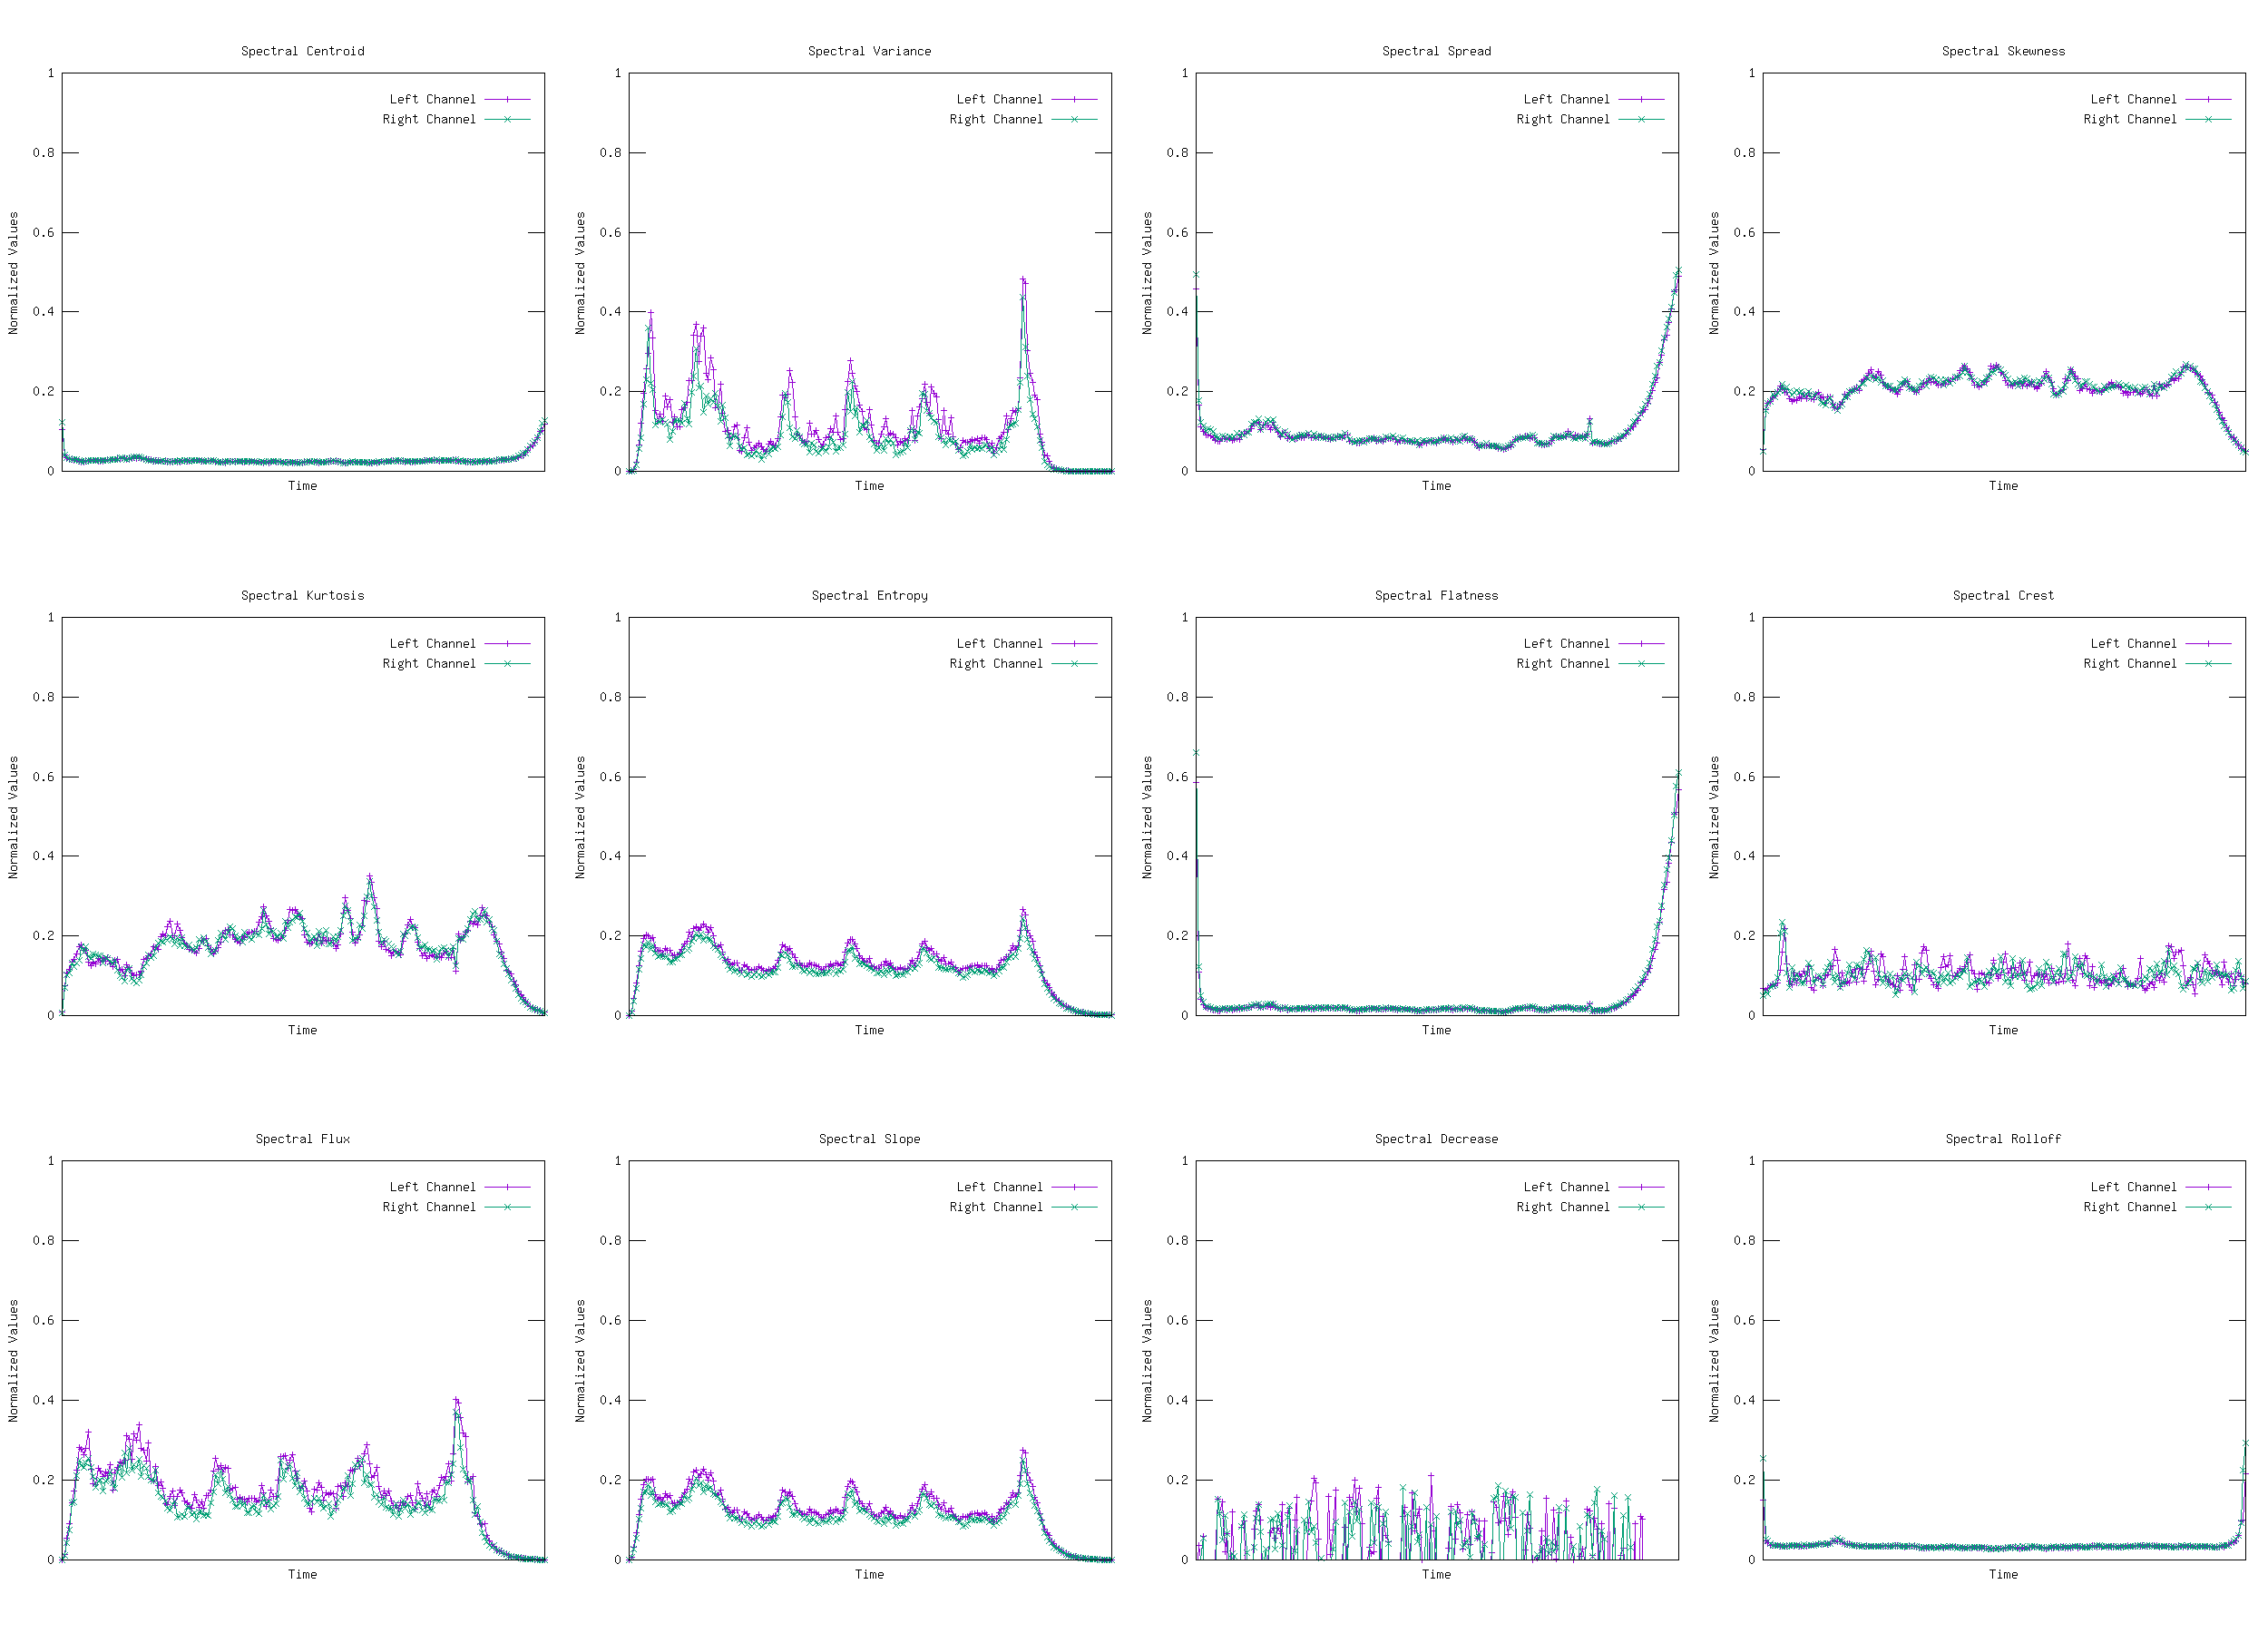 Spectral Centroid
1
0.8
0.6
0.4
0.2
0
Normalized Values
Left Channel
Right Channel
Time
Spectral Variance
1
0.8
0.6
0.4
0.2
0
Normalized Values
Left Channel
Right Channel
Time
Spectral Spread
1
0.8
0.6
0.4
0.2
0
Normalized Values
Left Channel
Right Channel
Time
Spectral Skewness
1
0.8
0.6
0.4
0.2
0
Normalized Values
Left Channel
Right Channel
Time
Spectral Kurtosis
1
0.8
0.6
0.4
0.2
0
Normalized Values
Left Channel
Right Channel
Time
Spectral Entropy
1
0.8
0.6
0.4
0.2
0
Normalized Values
Left Channel
Right Channel
Time
Spectral Flatness
1
0.8
0.6
0.4
0.2
0
Normalized Values
Left Channel
Right Channel
Time
Spectral Crest
1
0.8
0.6
0.4
0.2
0
Normalized Values
Left Channel
Right Channel
Time
Spectral Flux
1
0.8
0.6
0.4
0.2
0
Normalized Values
Left Channel
Right Channel
Time
Spectral Slope
1
0.8
0.6
0.4
0.2
0
Normalized Values
Left Channel
Right Channel
Time
Spectral Decrease
1
0.8
0.6
0.4
0.2
0
Normalized Values
Left Channel
Right Channel
Time
Spectral Rolloff
1
0.8
0.6
0.4
0.2
0
Normalized Values
Left Channel
Right Channel
Time